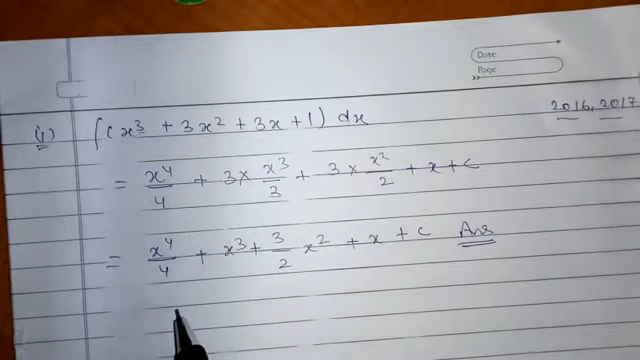 Date
Page
2016, 2017
(1) ∫(x³ + 3x² + 3x + 1) dx
= x⁴/4 + 3 × x³/3 + 3 × x²/2 + x + c
= x⁴/4 + x³ + 3/2 x² + x + c Ans